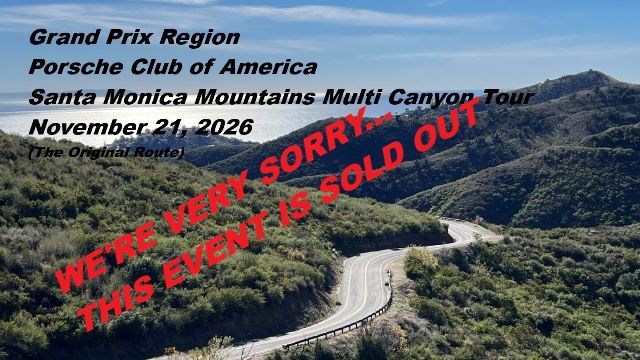 Grand Prix Region
Porsche Club of America
Santa Monica Mountains Multi Canyon Tour
November 21, 2026
(The Original Route)
WE'RE VERY SORRY...
THIS EVENT IS SOLD OUT